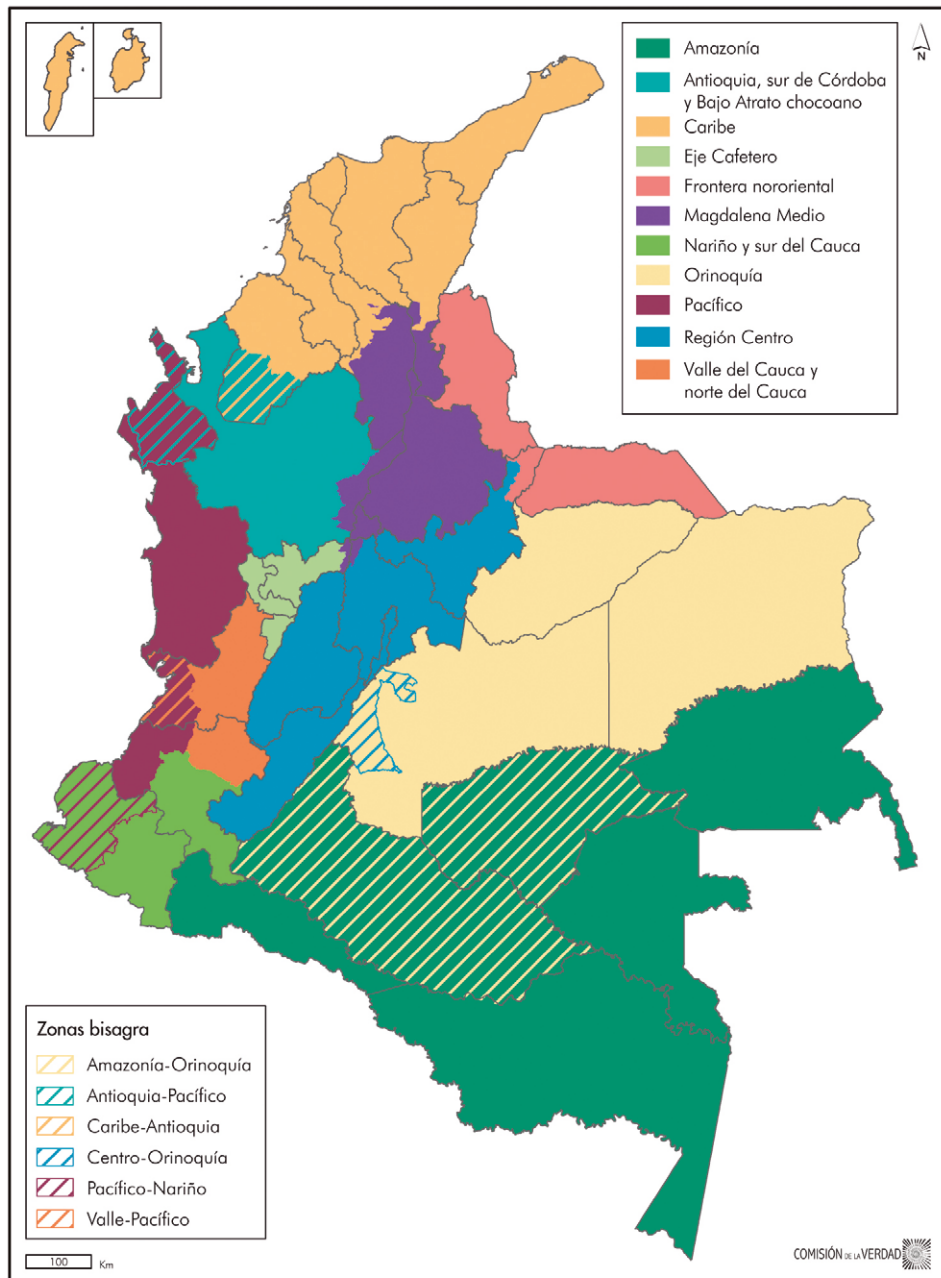 N
Amazonía
Antioquia, sur de Córdoba
y Bajo Atrato chocoano
Caribe
Eje Cafetero
Frontera nororiental
Magdalena Medio
Nariño y sur del Cauca
Orinoquía
Pacífico
Región Centro
Valle del Cauca y
norte del Cauca
Zonas bisagra
Amazonía-Orinoquía
Antioquia-Pacífico
Caribe-Antioquia
Centro-Orinoquía
Pacífico-Nariño
Valle-Pacífico
100 Km
COMISIÓN DE LA VERDAD